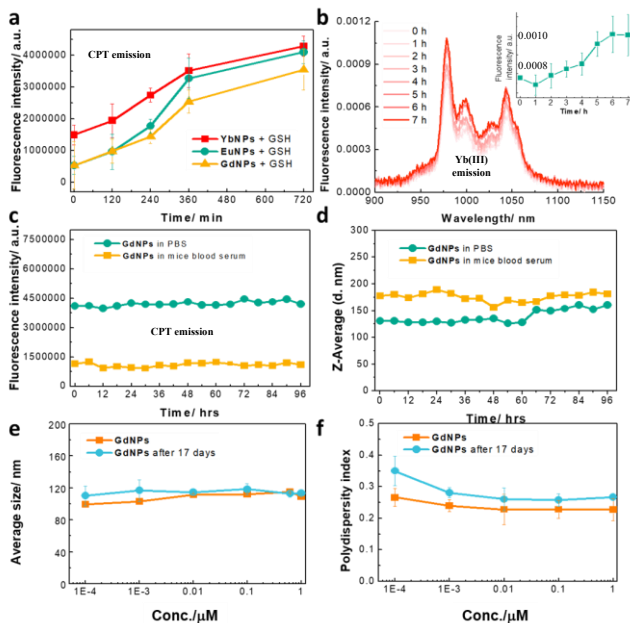 a
Fluorescence intensity/ a.u.
4000000
3000000
2000000
1000000
0
CPT emission
YbNPs + GSH
EuNPs + GSH
GdNPs + GSH
0 120 240 360 480 600 720
Time/ min
b
Fluorescence intensity/ a.u.
0.0012
0.0009
0.0006
0.0003
0.0000
0 h
1 h
2 h
3 h
4 h
5 h
6 h
7 h
Yb(III)
emission
900 950 1000 1050 1100 1150
Wavelength/ nm
Fluorescence
intensity/ a.u.
0.0010
0.0008
0 1 2 3 4 5 6 7
Time/ h
c
Fluorescence intensity/ a.u.
7500000
6000000
4500000
3000000
1500000
0
GdNPs in PBS
GdNPs in mice blood serum
CPT emission
0 12 24 36 48 60 72 84 96
Time/ hrs
d
Z-Average (d. nm)
300
250
200
150
100
50
0
GdNPs in PBS
GdNPs in mice blood serum
0 12 24 36 48 60 72 84 96
Time/ hrs
e
Average size/ nm
200
160
120
80
40
0
GdNPs
GdNPs after 17 days
1E-4 1E-3 0.01 0.1 1
Conc./μM
f
Polydispersity index
0.5
0.4
0.3
0.2
0.1
0.0
GdNPs
GdNPs after 17 days
1E-4 1E-3 0.01 0.1 1
Conc./μM